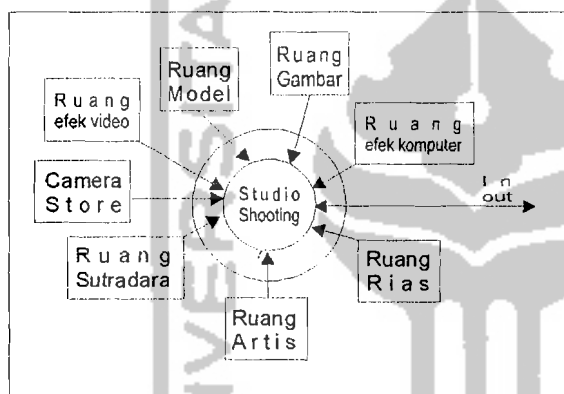 Ruang
Model
Ruang
Gambar
Ruang
efek video
Ruang
efek komputer
Camera
Store
Studio
Shooting
In
out
Ruang
Sutradara
Ruang
Rias
Ruang
Artis